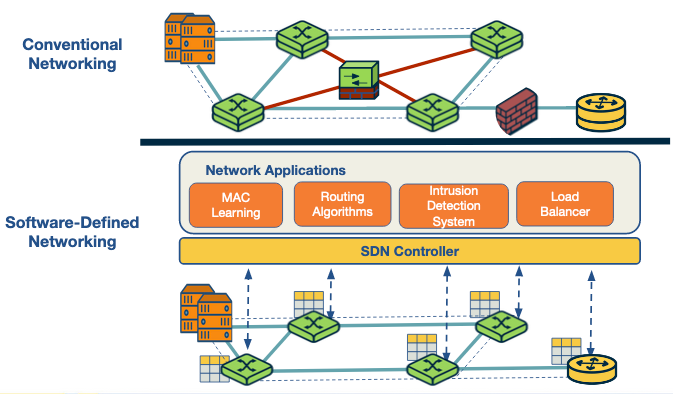 Conventional
Networking
Network Applications
MAC
Learning
Routing
Algorithms
Intrusion
Detection
System
Load
Balancer
Software-Defined
Networking
SDN Controller